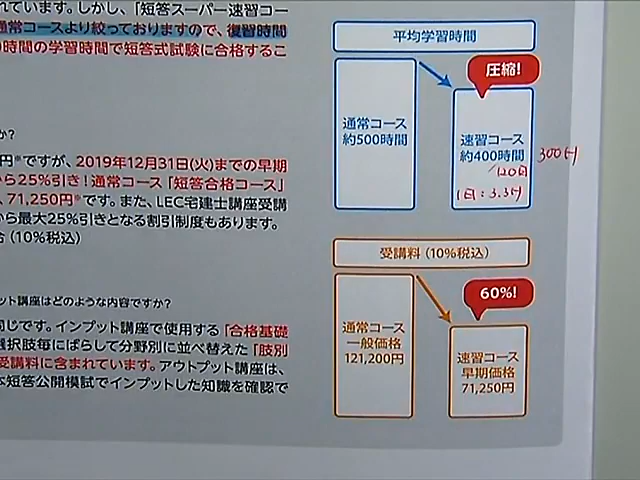 れています。しかし、「短答スーパー速習コー
通常コースより絞っておりますので、復習時間
時間の学習時間で短答式試験に合格するこ
か?
円※ですが、2019年12月31日(火)までの早期
から25%引き!通常コース「短答合格コース」
、71,250円※です。また、LEC宅建士講座受講
から最大25%引きとなる割引制度もあります。
(10%税込)
ット講座はどのような内容ですか?
同じです。インプット講座で使用する「合格基礎
選択肢毎にばらして分野別に並べ替えた「肢別
受講料に含まれています。アウトプット講座は、
短答公開模試でインプットした知識を確認で
平均学習時間
圧縮!
通常コース
約500時間
速習コース
約400時間
/120日
1日:3.3H
300H
受講料(10%税込)
60%!
通常コース
一般価格
121,200円
速習コース
早期価格
71,250円